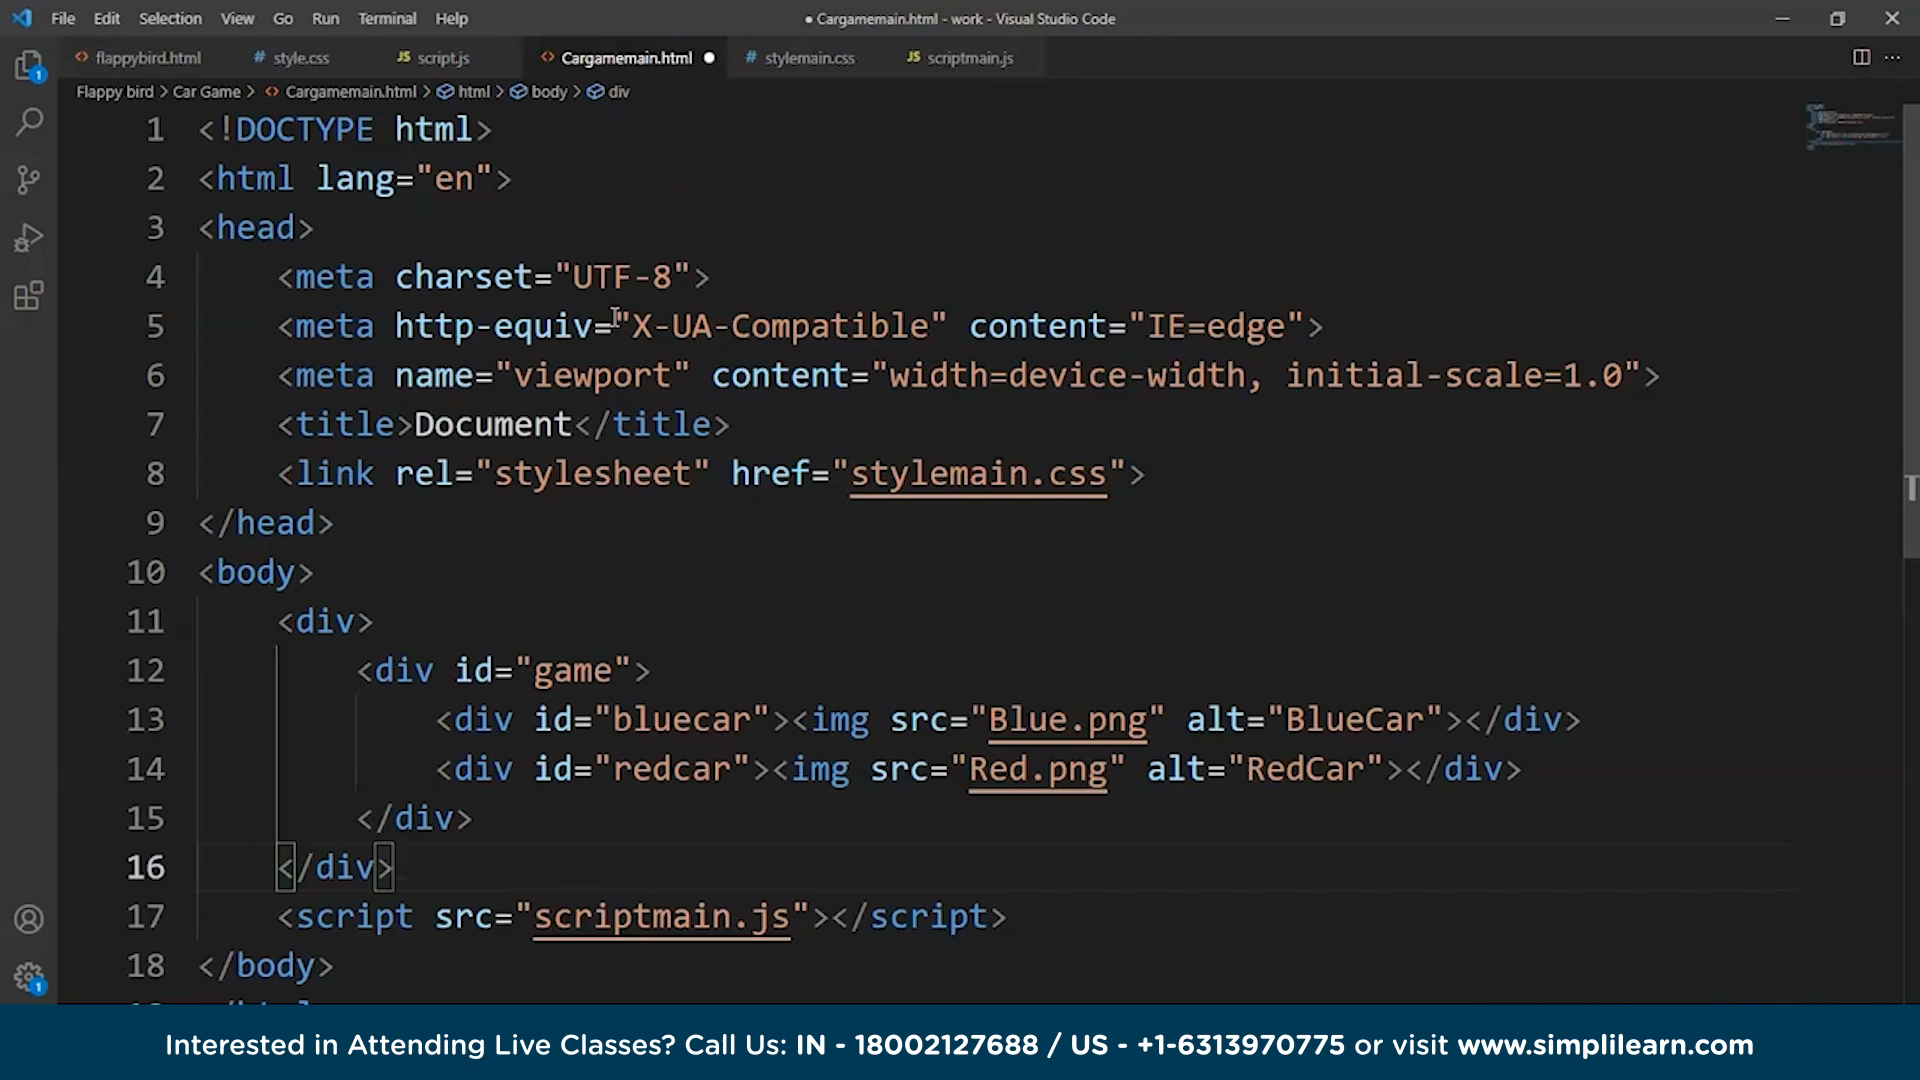 File Edit Selection View Go Run Terminal Help
● Cargamemain.html - work - Visual Studio Code
flappybird.html # style.css JS script.js Cargamemain.html # stylemain.css JS scriptmain.js
Flappy bird > Car Game > Cargamemain.html > html > body > div
1 <!DOCTYPE html>
2 <html lang="en">
3 <head>
4 <meta charset="UTF-8">
5 <meta http-equiv="X-UA-Compatible" content="IE=edge">
6 <meta name="viewport" content="width=device-width, initial-scale=1.0">
7 <title>Document</title>
8 <link rel="stylesheet" href="stylemain.css">
9 </head>
10 <body>
11 <div>
12 <div id="game">
13 <div id="bluecar"><img src="Blue.png" alt="BlueCar"></div>
14 <div id="redcar"><img src="Red.png" alt="RedCar"></div>
15 </div>
16 </div>
17 <script src="scriptmain.js"></script>
18 </body>
1
1
Interested in Attending Live Classes? Call Us: IN - 18002127688 / US - +1-6313970775 or visit www.simplilearn.com